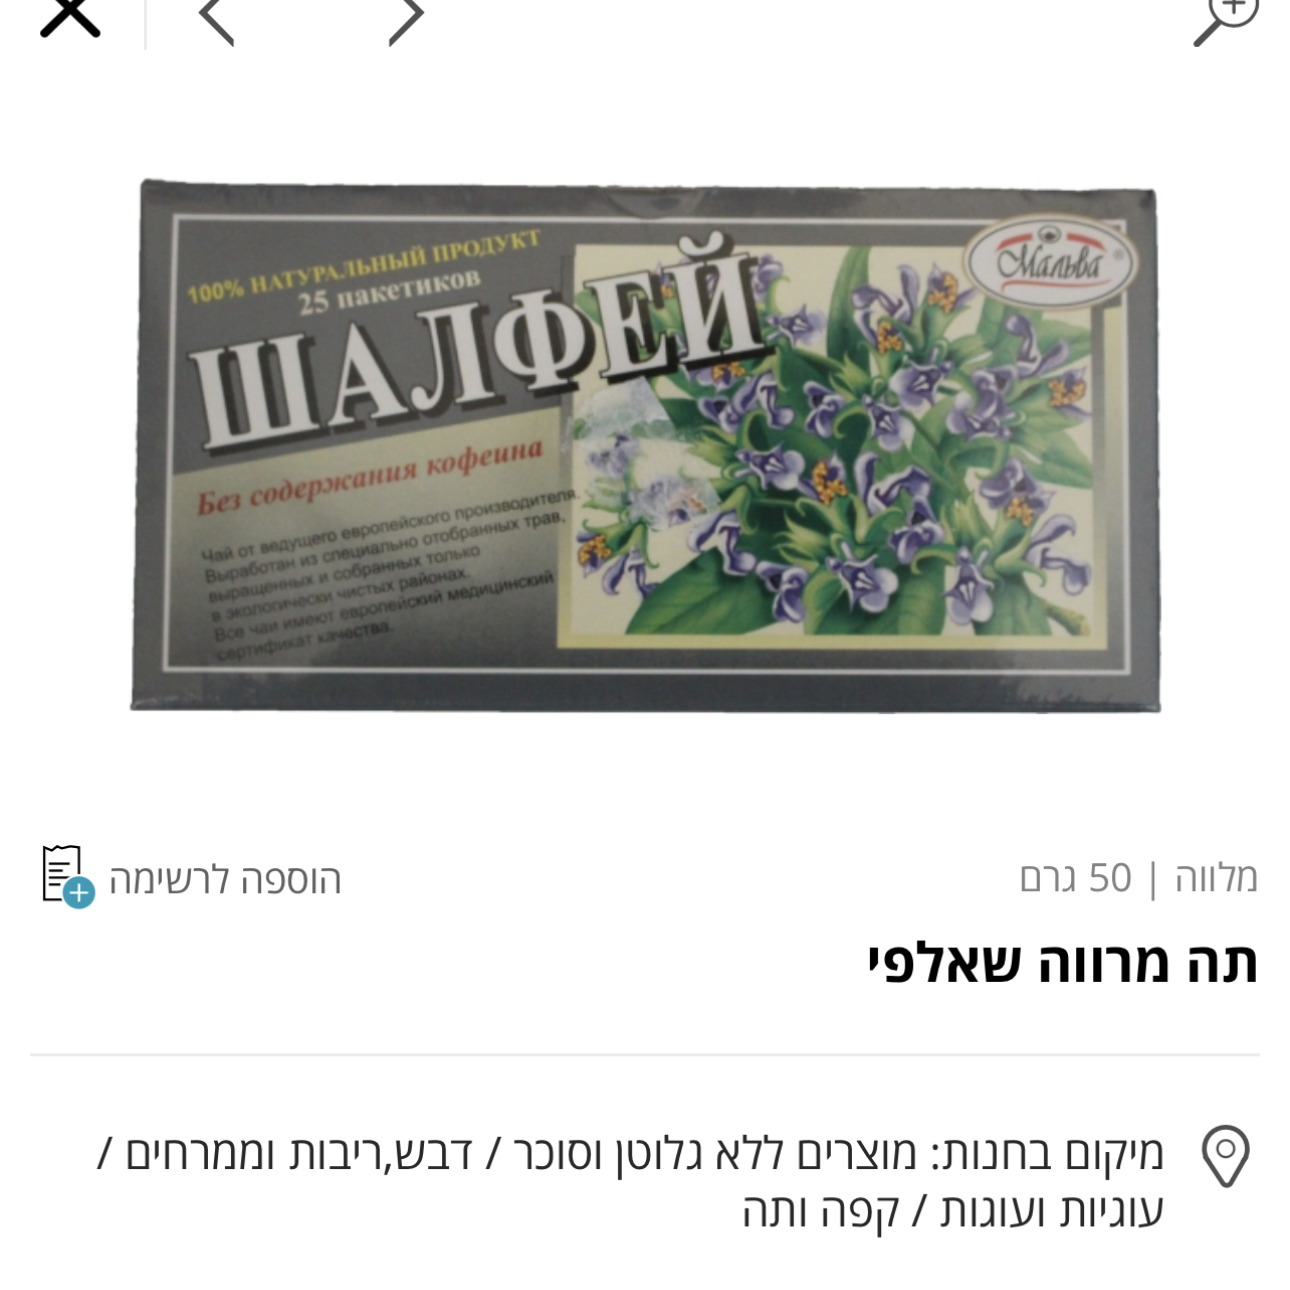 100% НАТУРАЛЬНЫЙ ПРОДУКТ
25 пакетиков
ШАЛФЕЙ
Мальва®
Без содержания кофеина
Чай от ведущего европейского производителя.
Выработан из специально отобранных трав,
выращенных и собранных только
в экологически чистых районах.
Все чаи имеют европейский медицинский
сертификат качества.
מלווה | 50 גרם
הוספה לרשימה
תה מרווה שאלפי
מיקום בחנות: מוצרים ללא גלוטן וסוכר / דבש,ריבות וממרחים /
עוגיות ועוגות / קפה ותה